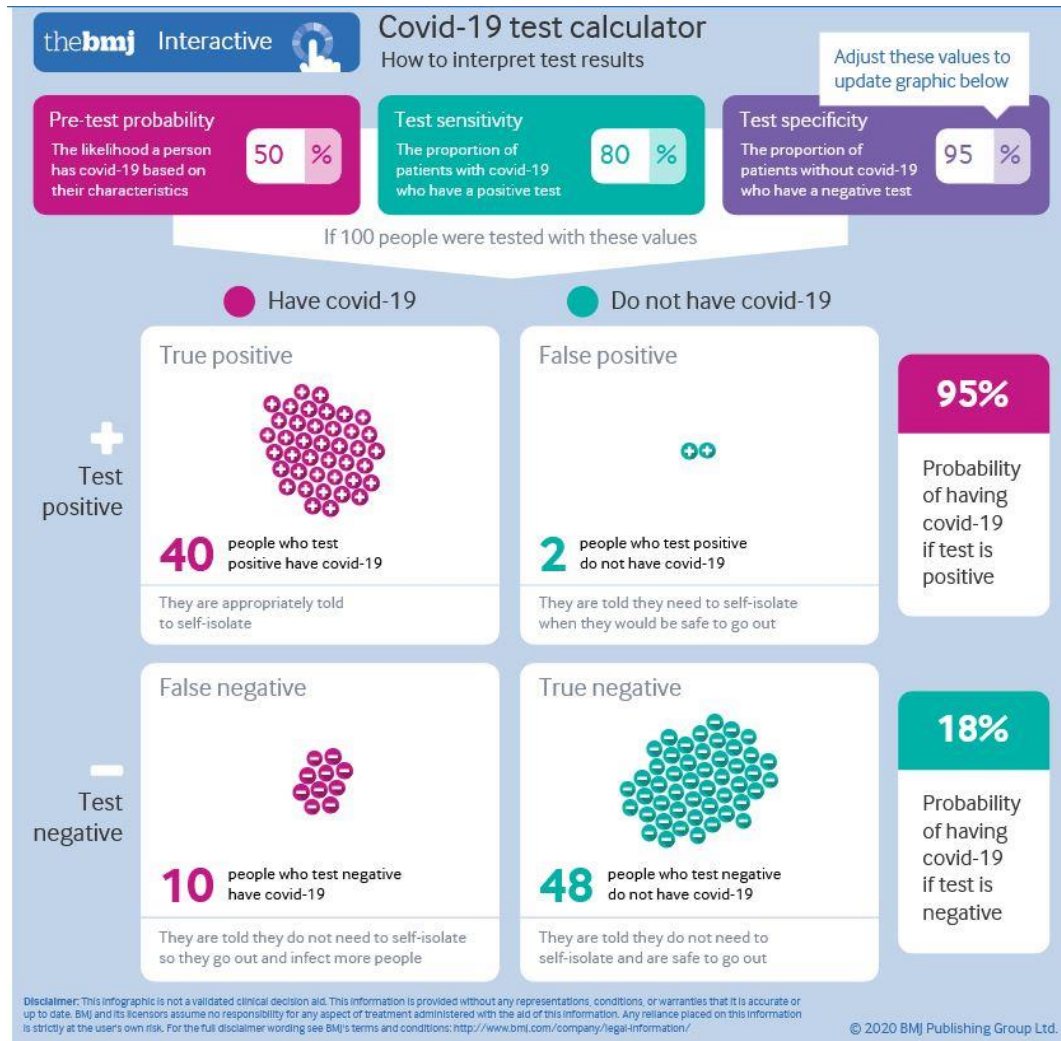 thebmj Interactive
Covid-19 test calculator
How to interpret test results
Adjust these values to
update graphic below
Pre-test probability
The likelihood a person
has covid-19 based on
their characteristics
50 %
Test sensitivity
The proportion of
patients with covid-19
who have a positive test
80 %
Test specificity
The proportion of
patients without covid-19
who have a negative test
95 %
If 100 people were tested with these values
Have covid-19
Do not have covid-19
Test
positive
True positive
40 people who test
positive have covid-19
They are appropriately told
to self-isolate
False positive
2 people who test positive
do not have covid-19
They are told they need to self-isolate
when they would be safe to go out
95%
Probability
of having
covid-19
if test is
positive
Test
negative
False negative
10 people who test negative
have covid-19
They are told they do not need to self-isolate
so they go out and infect more people
True negative
48 people who test negative
do not have covid-19
They are told they do not need to
self-isolate and are safe to go out
18%
Probability
of having
covid-19
if test is
negative
Disclaimer: This infographic is not a validated clinical decision aid. This information is provided without any representations, conditions, or warranties that it is accurate or
up to date. BMJ and its licensors assume no responsibility for any aspect of treatment administered with the aid of this information. Any reliance placed on this information
is strictly at the user's own risk. For the full disclaimer wording see BMJ's terms and conditions: http://www.bmj.com/company/legal-information/
© 2020 BMJ Publishing Group Ltd.